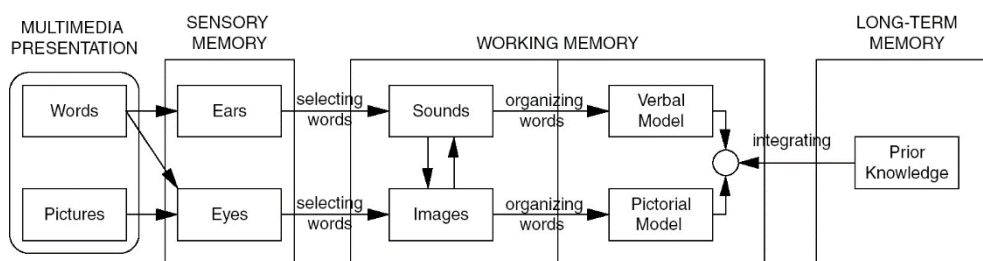 MULTIMEDIA
PRESENTATION
SENSORY
MEMORY
WORKING MEMORY
LONG-TERM
MEMORY
Words
Ears
selecting
words
Sounds
organizing
words
Verbal
Model
integrating
Prior
Knowledge
Pictures
Eyes
selecting
words
Images
organizing
words
Pictorial
Model